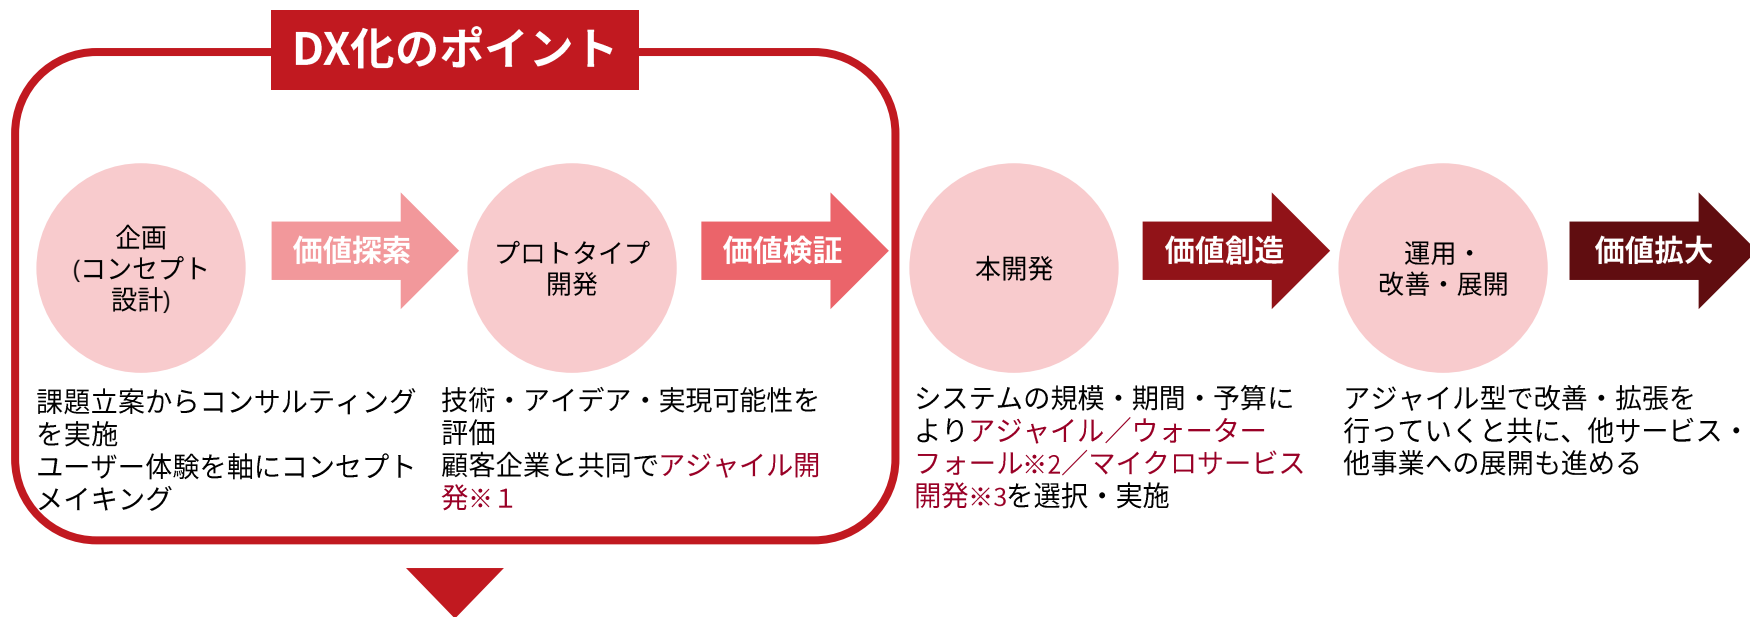 DX化のポイント
企画
(コンセプト
設計)
価値探索
プロトタイプ
開発
価値検証
本開発
価値創造
運用・
改善・展開
価値拡大
課題立案からコンサルティング
を実施
ユーザー体験を軸にコンセプト
メイキング
技術・アイデア・実現可能性を
評価
顧客企業と共同でアジャイル開
発※１
システムの規模・期間・予算に
よりアジャイル／ウォーター
フォール※2／マイクロサービス
開発※3を選択・実施
アジャイル型で改善・拡張を
行っていくと共に、他サービス・
他事業への展開も進める